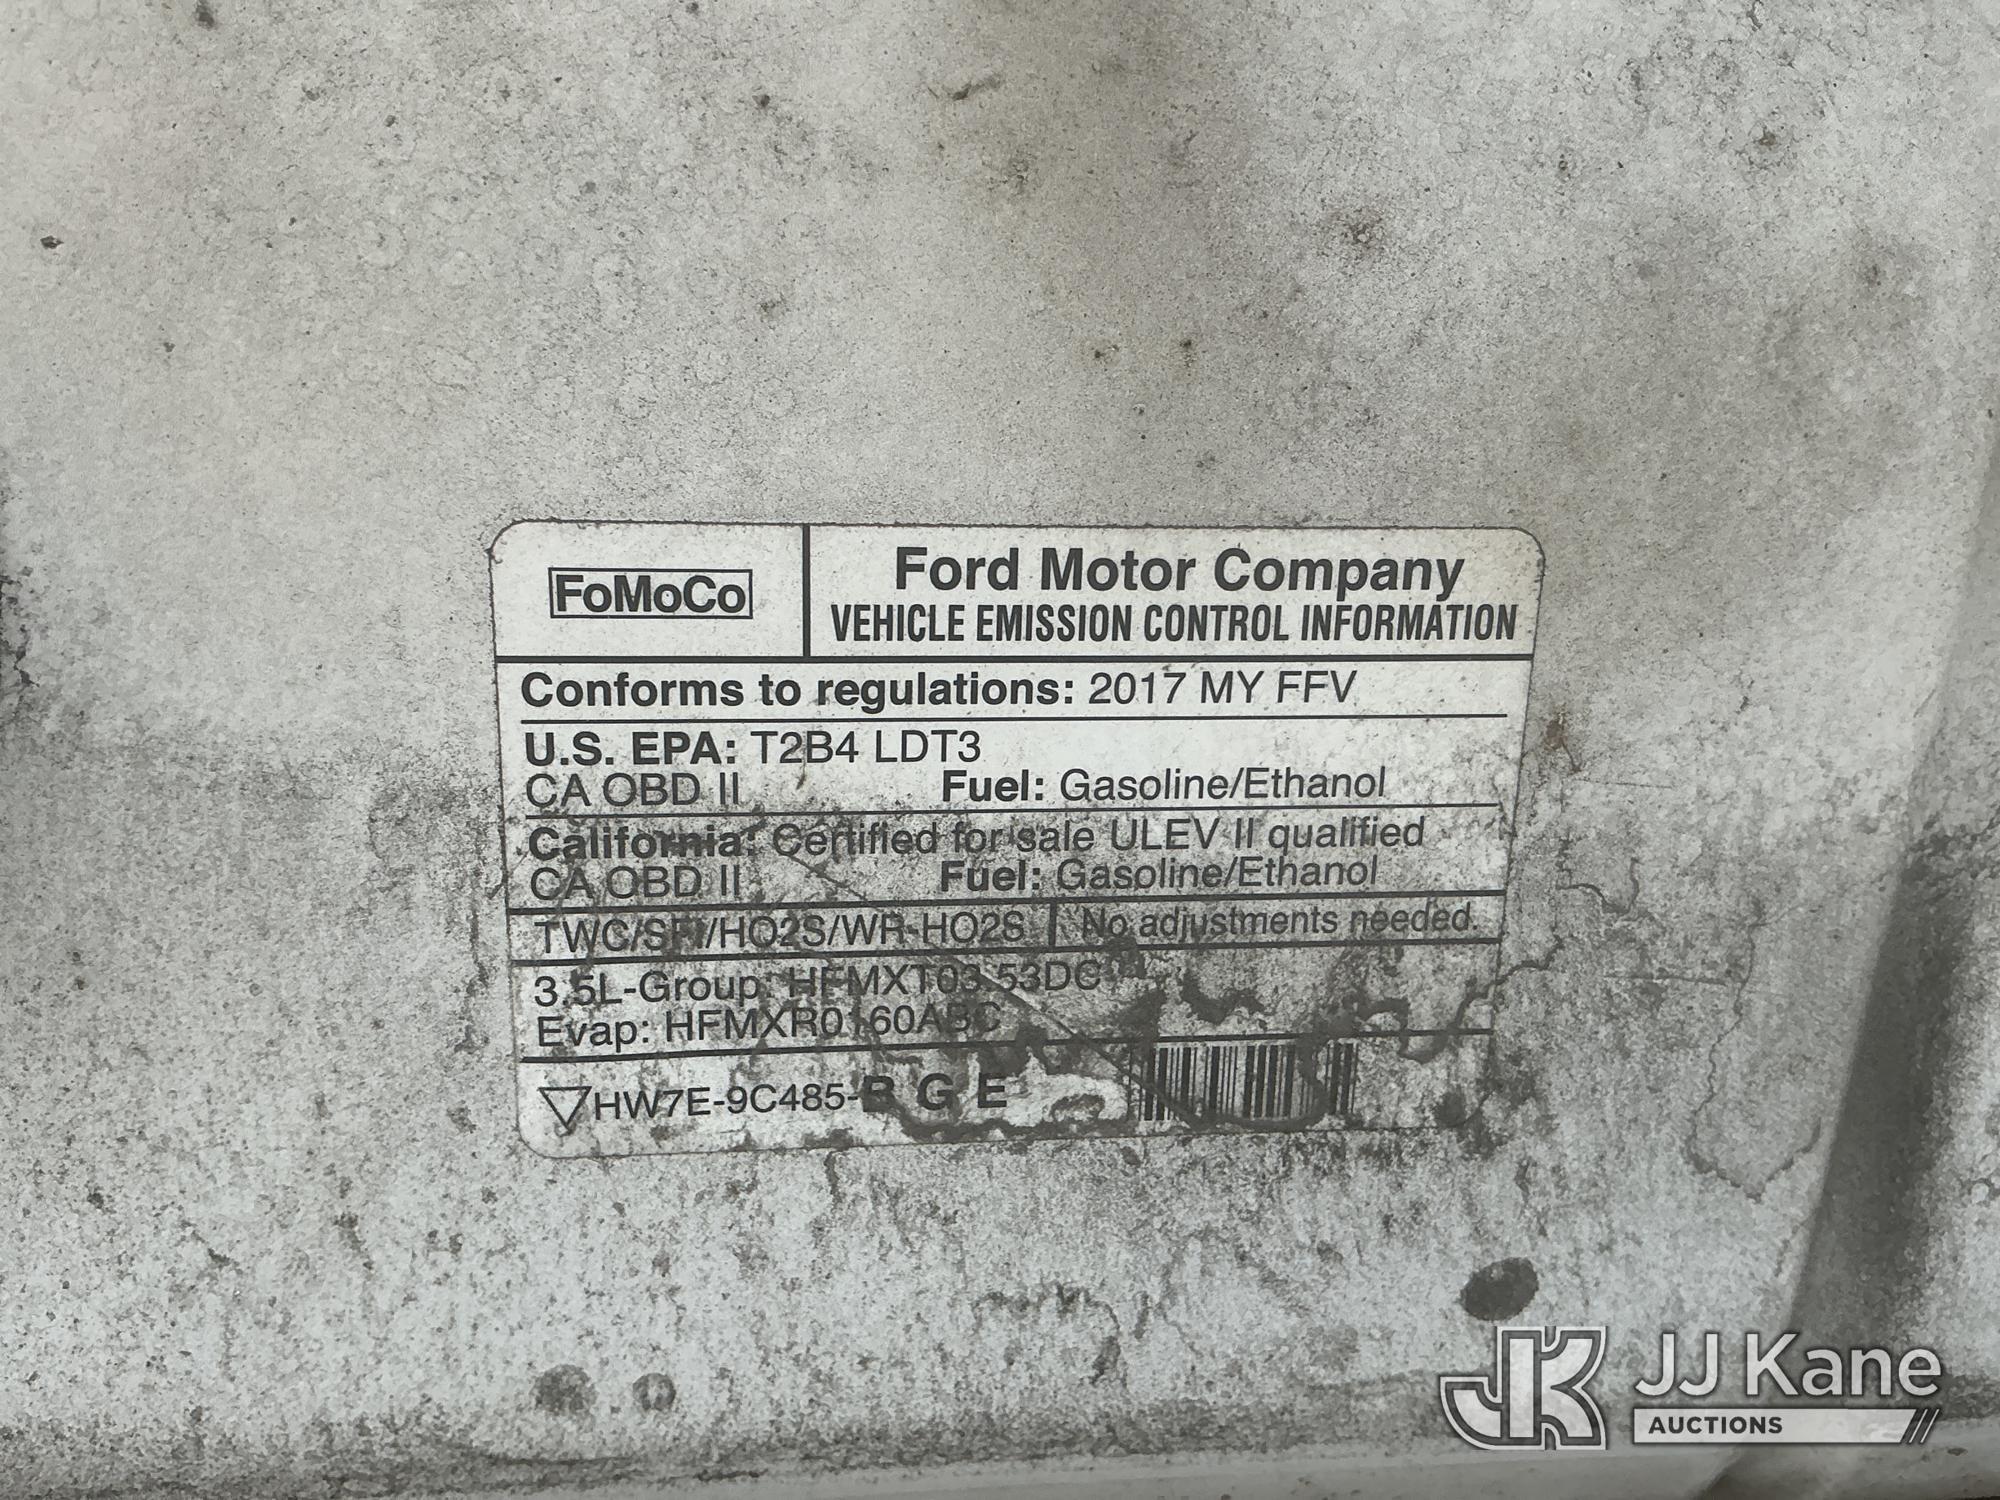 FoMoCo
Ford Motor Company
VEHICLE EMISSION CONTROL INFORMATION
Conforms to regulations: 2017 MY FFV
U.S. EPA: T2B4 LDT3
CA OBD II Fuel: Gasoline/Ethanol
California: Certified for sale ULEV II qualified
CA OBD II Fuel: Gasoline/Ethanol
TWC/SFI/HO2S/WR-HO2S No adjustments needed.
3.5L-Group: HFMXT03.53DC
Evap: HFMXR0160ABC
HW7E-9C485-B G E
JK JJ Kane
AUCTIONS